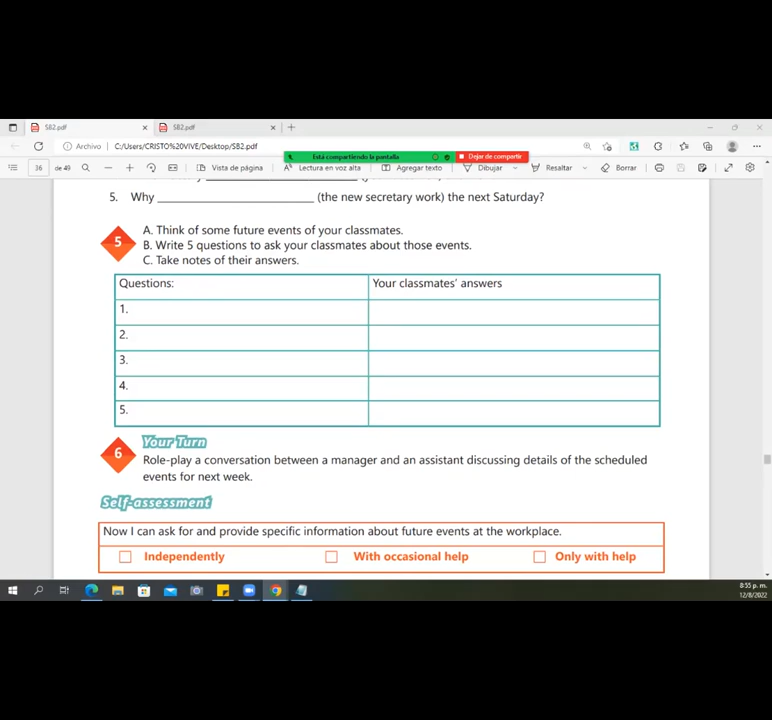 SB2.pdf
SB2.pdf
Archivo
C:/Users/CRISTO%20VIVE/Desktop/SB2.pdf
Está compartiendo la pantalla
Dejar de compartir
36
de 49
Vista de página
Lectura en voz alta
Agregar texto
Dibujar
Resaltar
Borrar
5. Why ________________________ (the new secretary work) the next Saturday?
5
A. Think of some future events of your classmates.
B. Write 5 questions to ask your classmates about those events.
C. Take notes of their answers.
Questions:
Your classmates’ answers
1.
2.
3.
4.
5.
6
Your Turn
Role-play a conversation between a manager and an assistant discussing details of the scheduled
events for next week.
Self-assessment
Now I can ask for and provide specific information about future events at the workplace.
Independently
With occasional help
Only with help
8:55 p. m.
12/8/2022